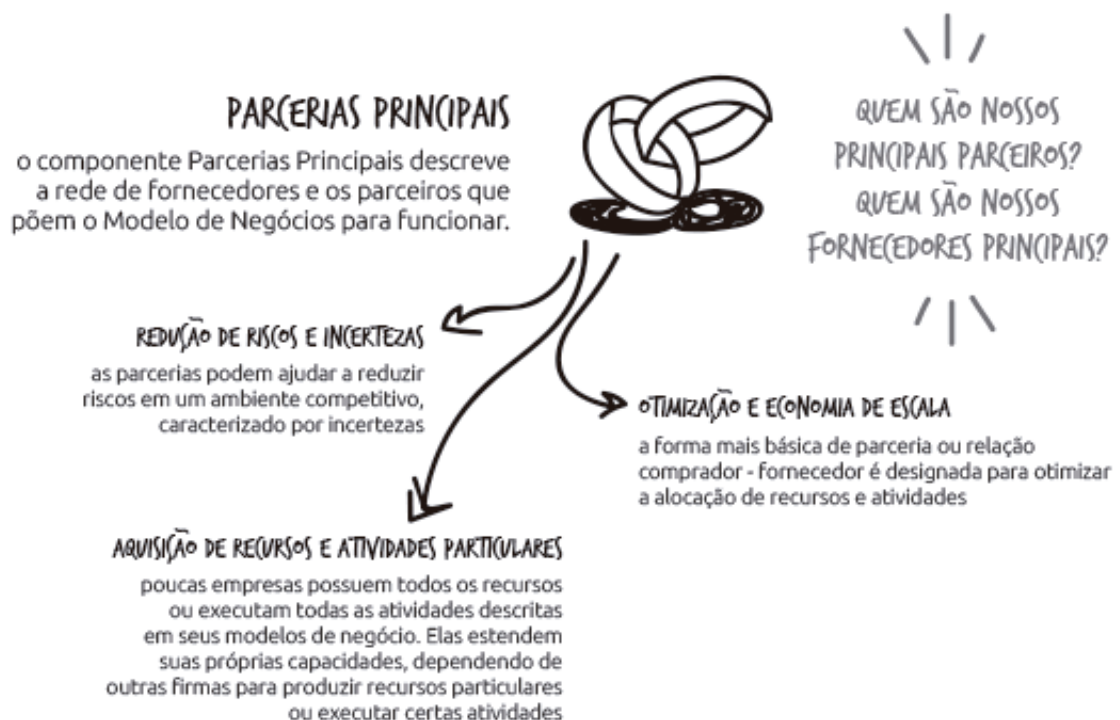 PARCERIAS PRINCIPAIS
o componente Parcerias Principais descreve
a rede de fornecedores e os parceiros que
põem o Modelo de Negócios para funcionar.
QUEM SÃO NOSSOS
PRINCIPAIS PARCEIROS?
QUEM SÃO NOSSOS
FORNECEDORES PRINCIPAIS?
REDUÇÃO DE RISCOS E INCERTEZAS
as parcerias podem ajudar a reduzir
riscos em um ambiente competitivo,
caracterizado por incertezas
OTIMIZAÇÃO E ECONOMIA DE ESCALA
a forma mais básica de parceria ou relação
comprador - fornecedor é designada para otimizar
a alocação de recursos e atividades
AQUISIÇÃO DE RECURSOS E ATIVIDADES PARTICULARES
poucas empresas possuem todos os recursos
ou executam todas as atividades descritas
em seus modelos de negócio. Elas estendem
suas próprias capacidades, dependendo de
outras firmas para produzir recursos particulares
ou executar certas atividades